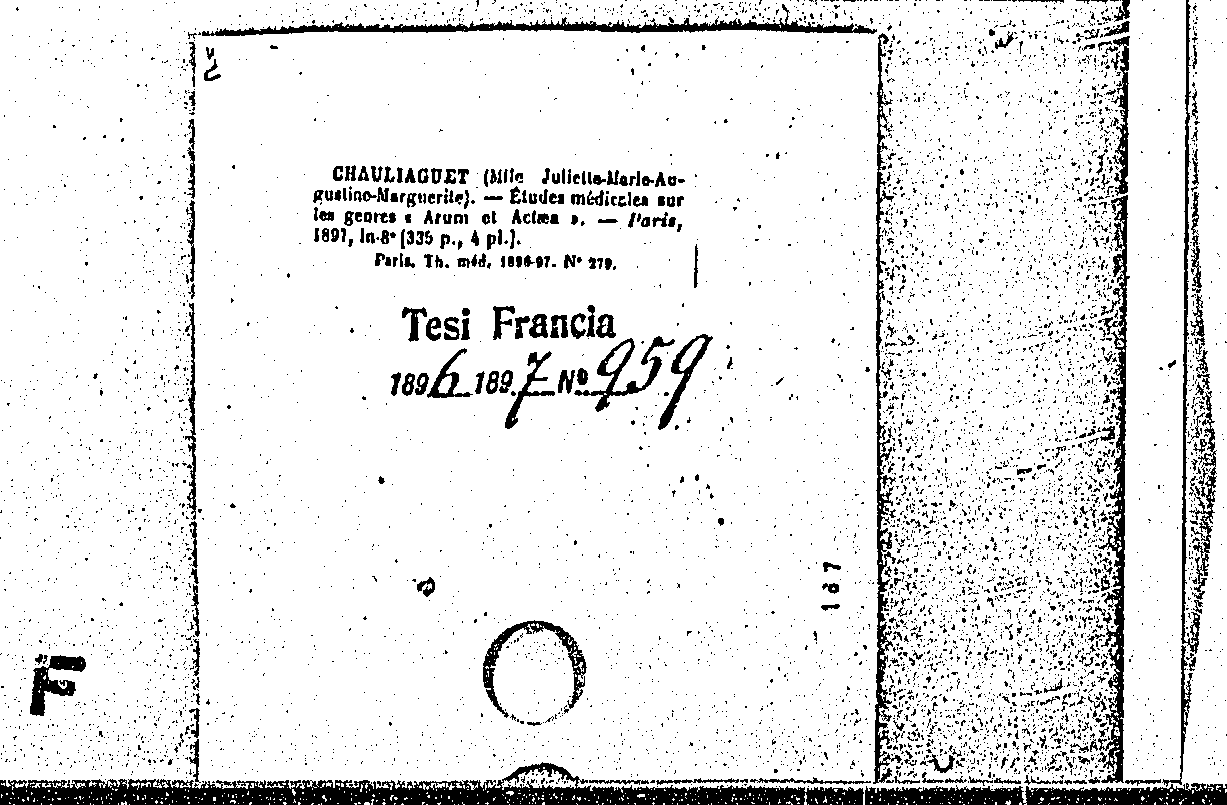 CHAULIAGUET (Mlle Juliette-Marie-Au-
gustine-Marguerite). — Études médicales sur
les genres « Arum et Actæa ». — Paris,
1897, in-8° [335 p., 4 pl.].
Paris. Th. méd. 1896-97. N° 279.
Tesi Francia
1896 1897 No 959
187
F